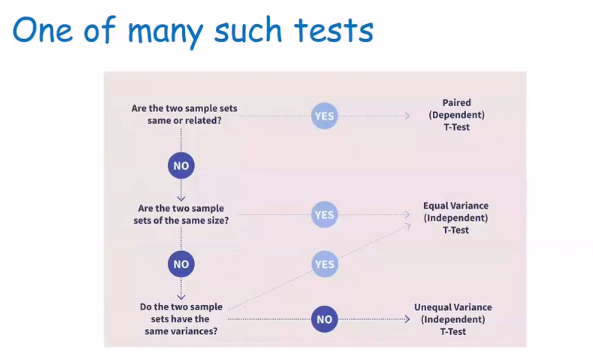 One of many such tests
Are the two sample sets
same or related?
YES
Paired
(Dependent)
T-Test
NO
Are the two sample
sets of the same size?
YES
Equal Variance
(Independent)
T-Test
NO
YES
Do the two sample
sets have the
same variances?
NO
Unequal Variance
(Independent)
T-Test